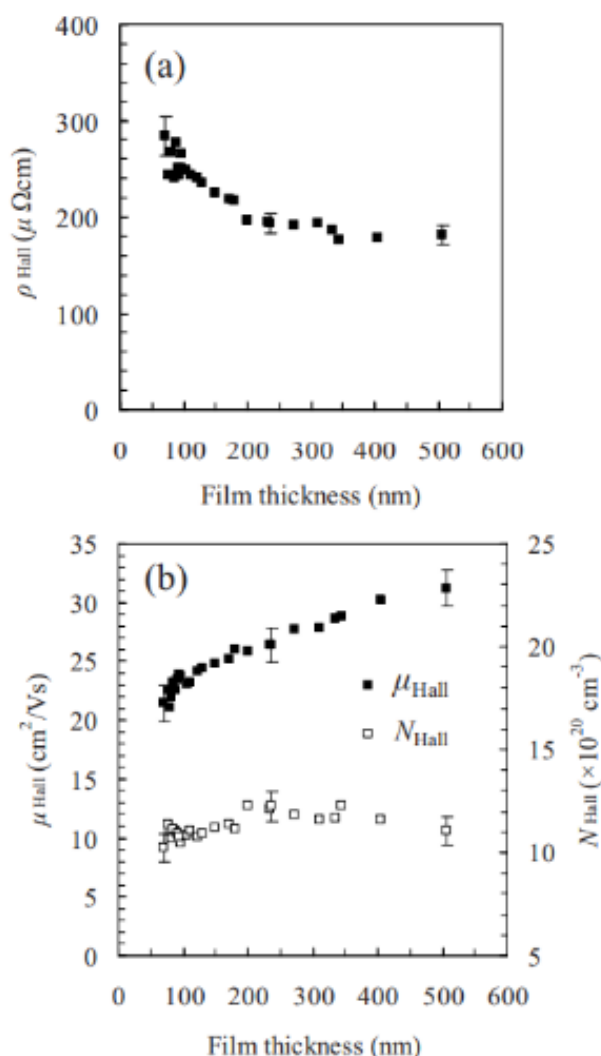 (a)
400
300
200
100
0
ρ Hall (μ Ωcm)
0 100 200 300 400 500 600
Film thickness (nm)
(b)
35
30
25
20
15
10
5
0
μ Hall (cm²/Vs)
μHall
NHall
25
20
15
10
5
N Hall (×10²⁰ cm⁻³)
0 100 200 300 400 500 600
Film thickness (nm)